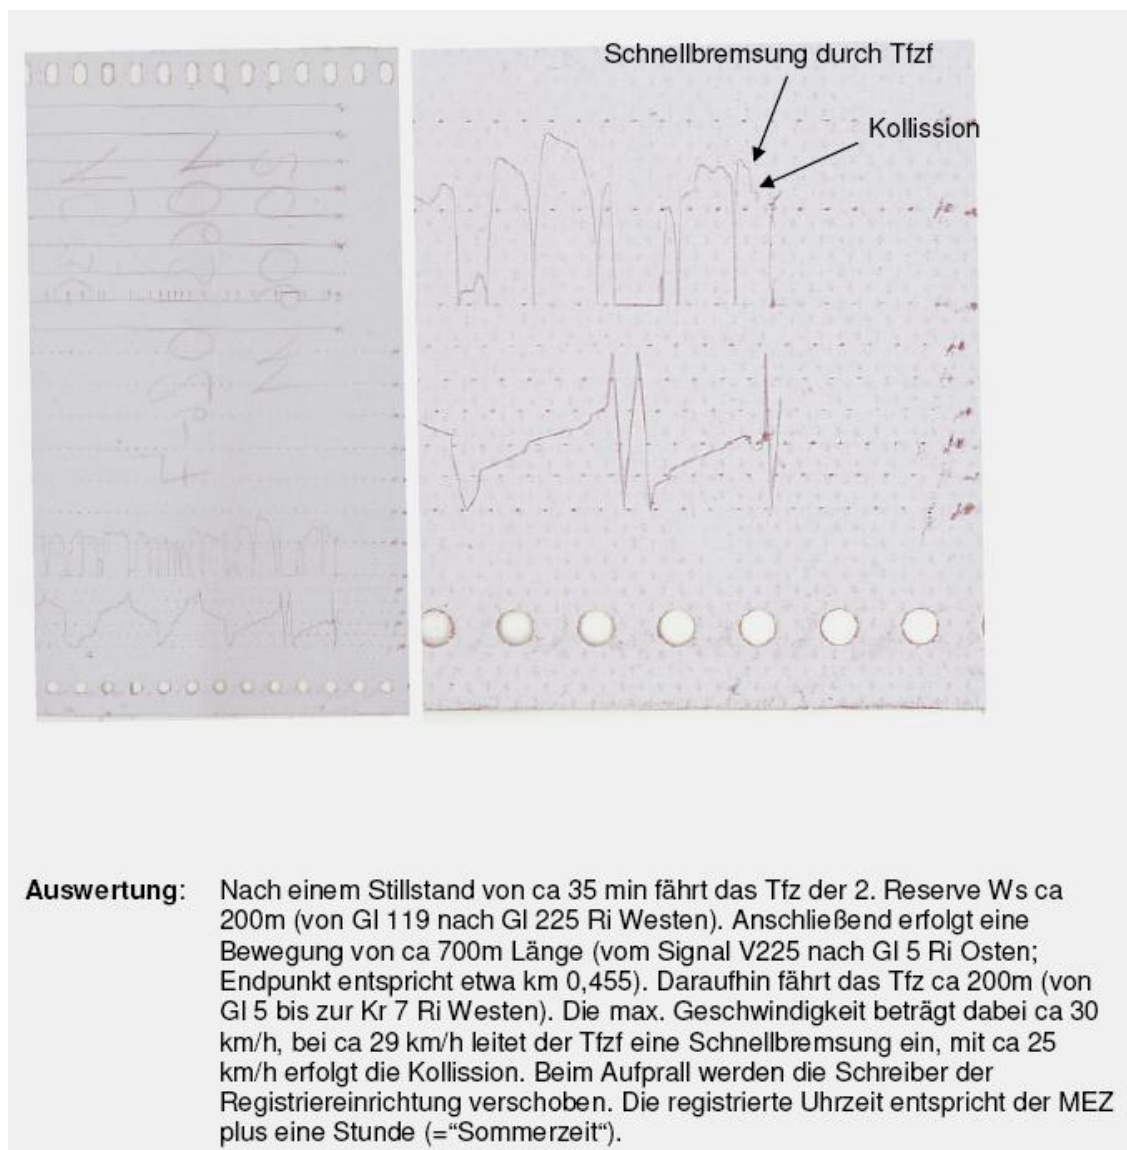 Schnellbremsung durch Tfzf
Kollission
Auswertung: Nach einem Stillstand von ca 35 min fährt das Tfz der 2. Reserve Ws ca
200m (von Gl 119 nach Gl 225 Ri Westen). Anschließend erfolgt eine
Bewegung von ca 700m Länge (vom Signal V225 nach Gl 5 Ri Osten;
Endpunkt entspricht etwa km 0,455). Daraufhin fährt das Tfz ca 200m (von
Gl 5 bis zur Kr 7 Ri Westen). Die max. Geschwindigkeit beträgt dabei ca 30
km/h, bei ca 29 km/h leitet der Tfzf eine Schnellbremsung ein, mit ca 25
km/h erfolgt die Kollission. Beim Aufprall werden die Schreiber der
Registriereinrichtung verschoben. Die registrierte Uhrzeit entspricht der MEZ
plus eine Stunde (=“Sommerzeit“).